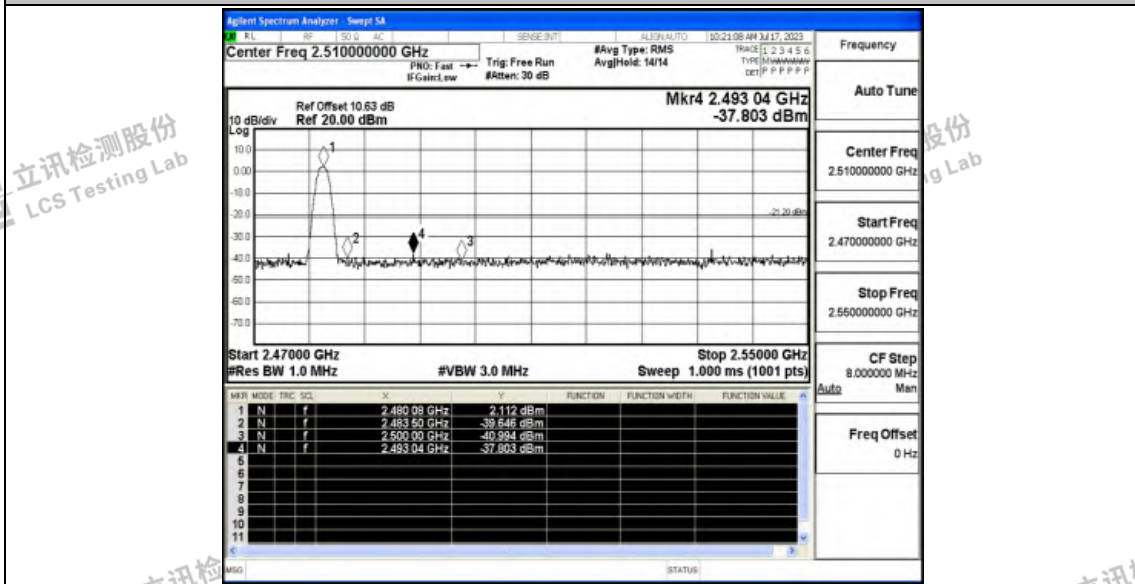 Agilent Spectrum Analyzer - Swept SA
RL RF 50 Ω AC SENSE:INT ALIGNAUTO 10:21:08 AM Jul 17, 2023
Center Freq 2.510000000 GHz
PNO: Fast
IFGain:Low
Trig: Free Run
#Atten: 30 dB
#Avg Type: RMS
Avg|Hold: 14/14
TRACE 1 2 3 4 5 6
TYPE MWWWWW
DET P P P P P P
Frequency
Auto Tune
Mkr4 2.493 04 GHz
-37.803 dBm
Ref Offset 10.63 dB
10 dB/div Ref 20.00 dBm
Log
10.0
0.00
-10.0
-20.0
-30.0
-40.0
-50.0
-60.0
-70.0
1
2
4
3
-21.20 dBm
Center Freq
2.510000000 GHz
Start Freq
2.470000000 GHz
Stop Freq
2.550000000 GHz
CF Step
8.000000 MHz
Auto Man
Freq Offset
0 Hz
Start 2.47000 GHz Stop 2.55000 GHz
#Res BW 1.0 MHz #VBW 3.0 MHz Sweep 1.000 ms (1001 pts)
MKR MODE TRC SCL X Y FUNCTION FUNCTION WIDTH FUNCTION VALUE
1 N f 2.480 08 GHz 2.112 dBm
2 N f 2.483 50 GHz -39.646 dBm
3 N f 2.500 00 GHz -40.994 dBm
4 N f 2.493 04 GHz -37.803 dBm
5
6
7
8
9
10
11
MSG STATUS
立讯检测股份
LCS Testing Lab
股份
g Lab
立讯检
立讯